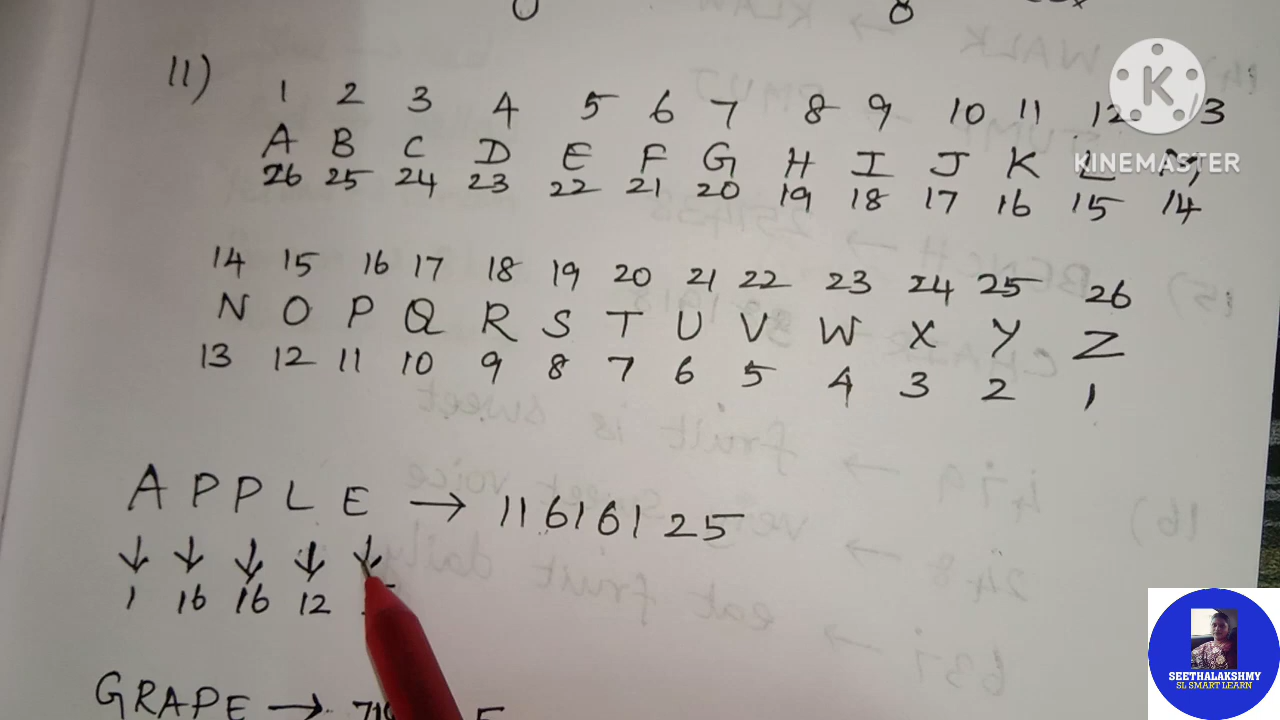 11)
1 2 3 4 5 6 7 8 9 10 11 12 13
A B C D E F G H I J K L M
26 25 24 23 22 21 20 19 18 17 16 15 14
14 15 16 17 18 19 20 21 22 23 24 25 26
N O P Q R S T U V W X Y Z
13 12 11 10 9 8 7 6 5 4 3 2 1
A P P L E → 11616125
↓ ↓ ↓ ↓ ↓
1 16 16 12
GRAPE →
K
KINEMASTER
SEETHALAKSHMY
SL SMART LEARN